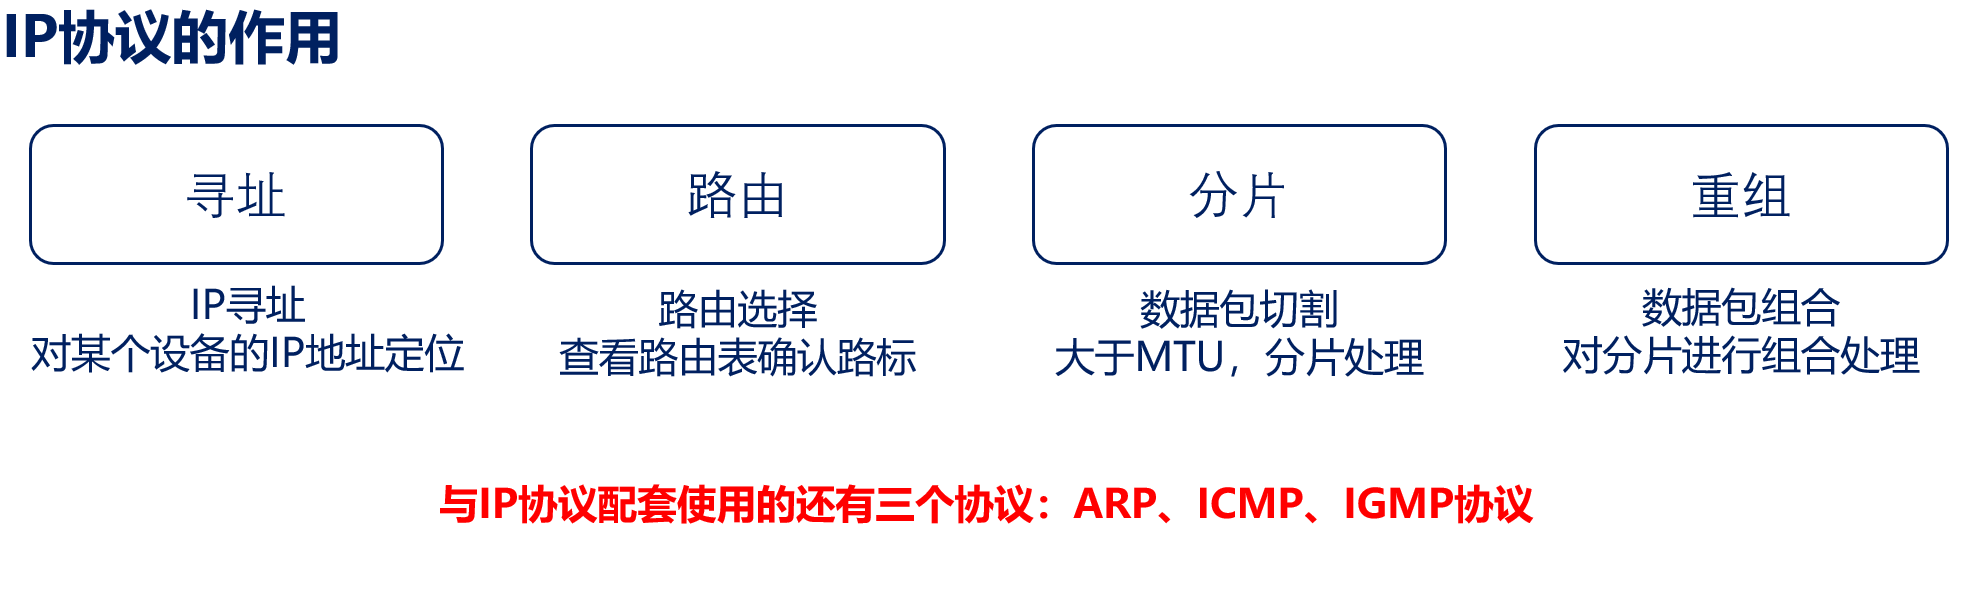 IP协议的作用
寻址
路由
分片
重组
IP寻址
对某个设备的IP地址定位
路由选择
查看路由表确认路标
数据包切割
大于MTU，分片处理
数据包组合
对分片进行组合处理
与IP协议配套使用的还有三个协议：ARP、ICMP、IGMP协议